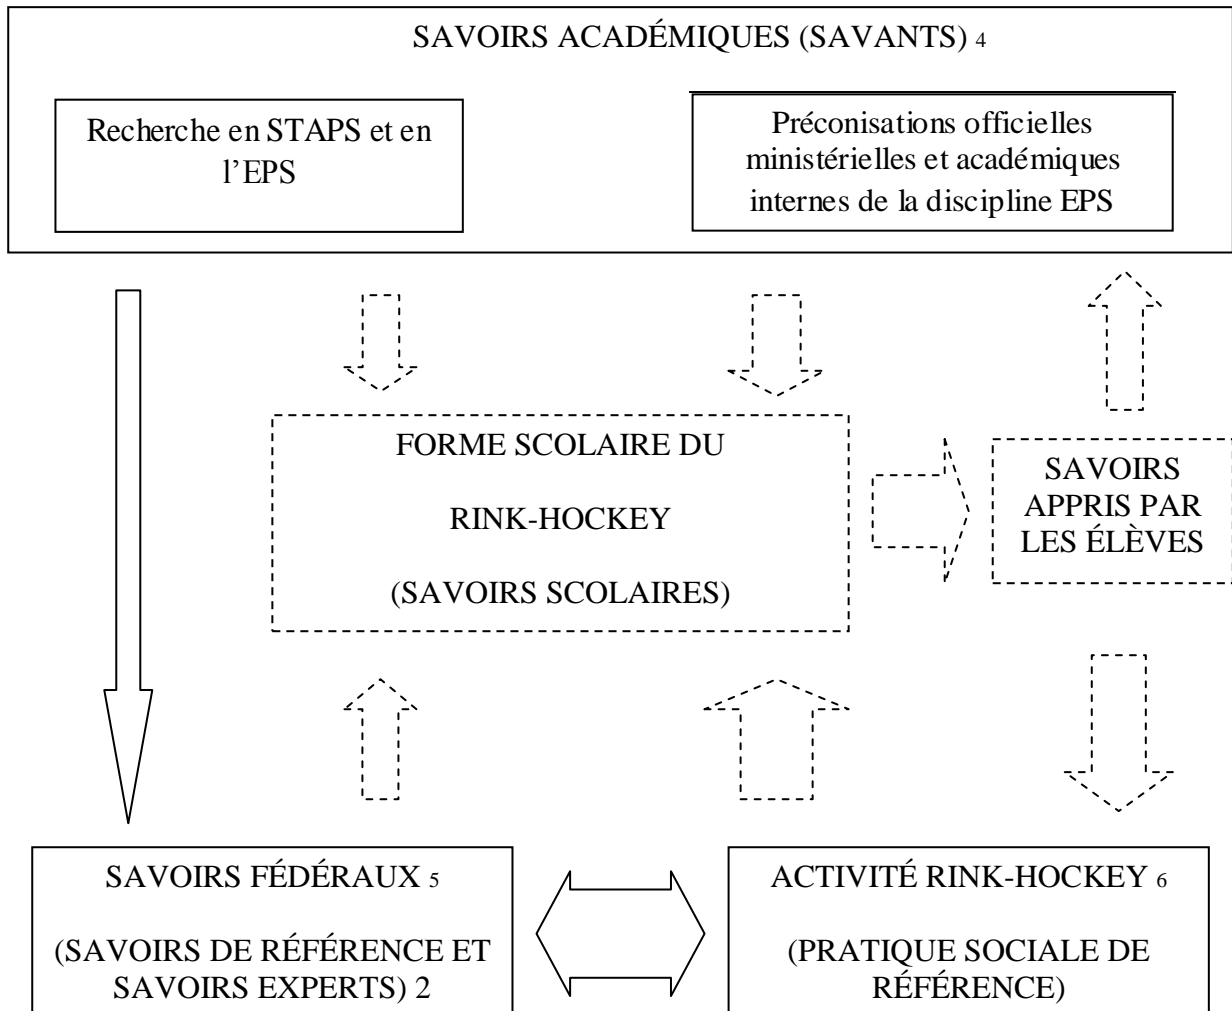 SAVOIRS ACADÉMIQUES (SAVANTS) 4
Recherche en STAPS et en
l’EPS
Préconisations officielles
ministérielles et académiques
internes de la discipline EPS
FORME SCOLAIRE DU
RINK-HOCKEY
(SAVOIRS SCOLAIRES)
SAVOIRS
APPRIS PAR
LES ÉLÈVES
SAVOIRS FÉDÉRAUX 5
(SAVOIRS DE RÉFÉRENCE ET
SAVOIRS EXPERTS) 2
ACTIVITÉ RINK-HOCKEY 6
(PRATIQUE SOCIALE DE
RÉFÉRENCE)